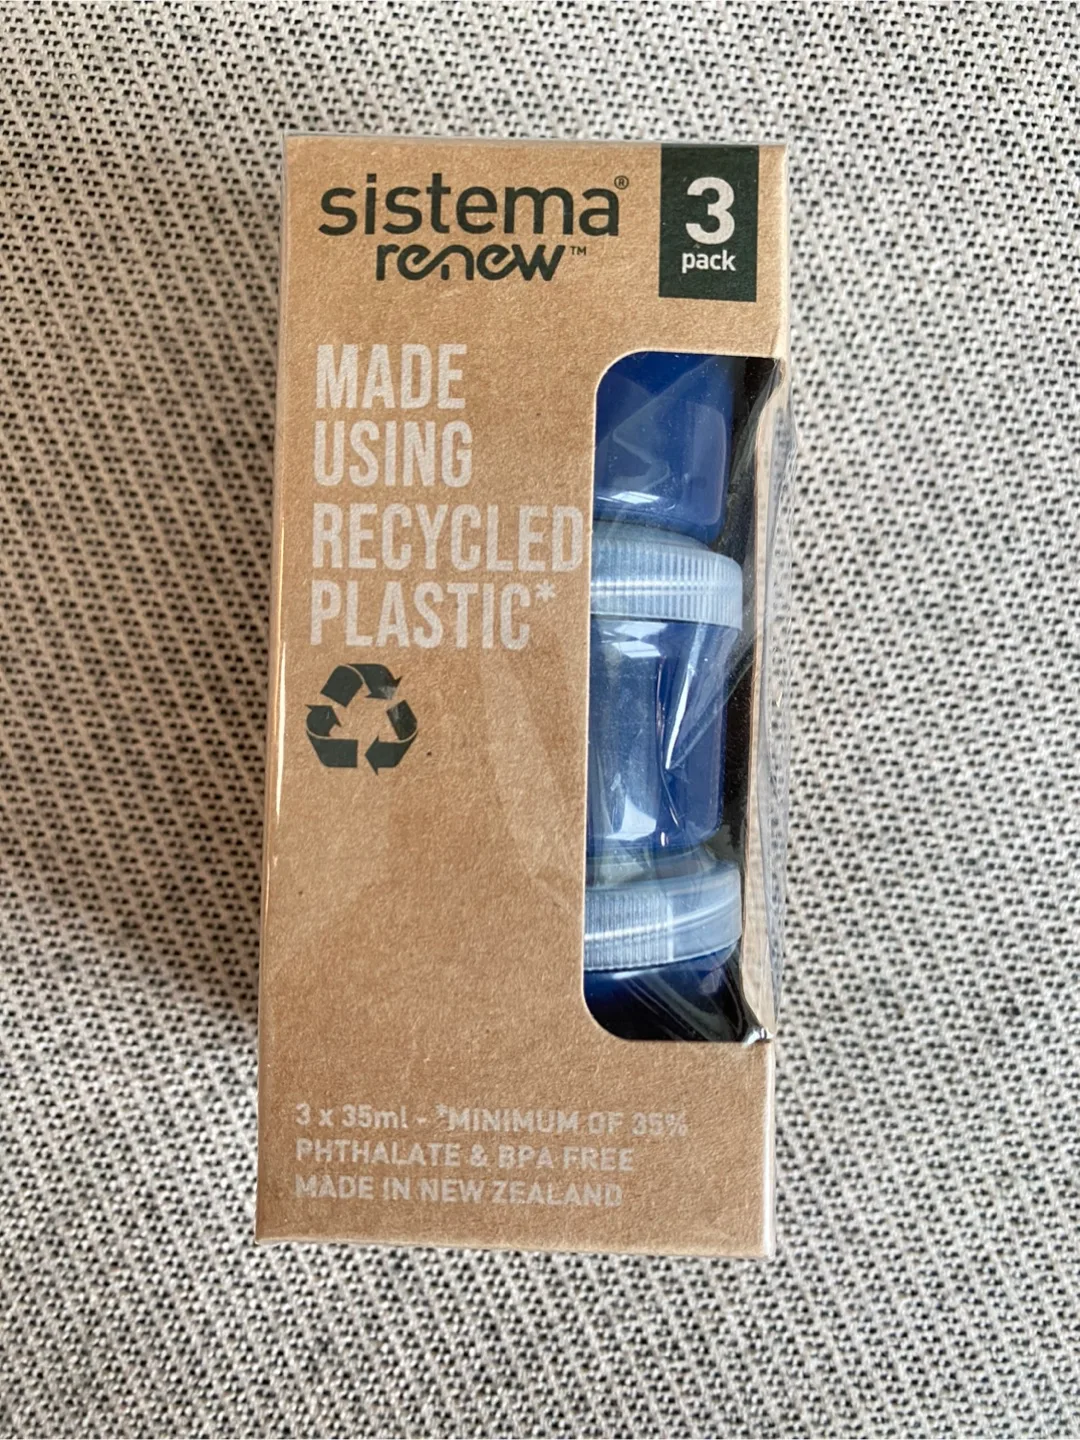 sistema®
renew™
3
pack
MADE
USING
RECYCLED
PLASTIC*
3 x 35ml - *MINIMUM OF 35%
PHTHALATE & BPA FREE
MADE IN NEW ZEALAND